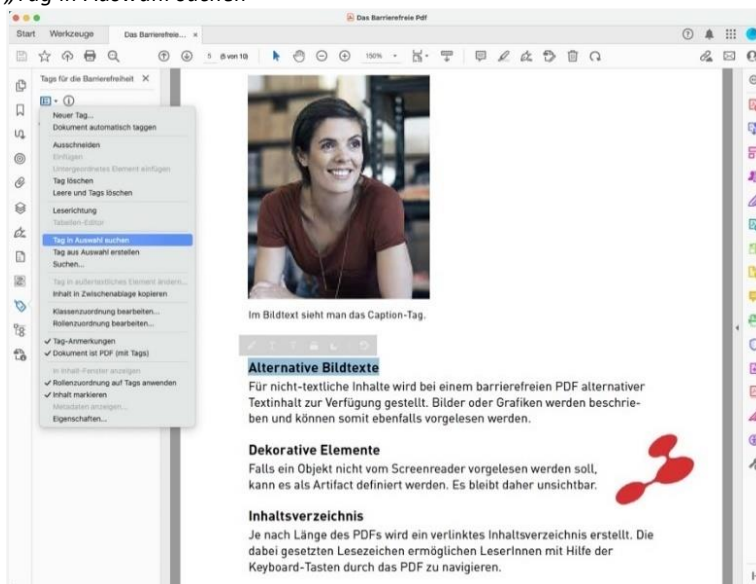 „Tag in Auswahl suchen“
Das Barrierefreie Pdf
Start Werkzeuge Das Barrierefreie... ×
5 (5 von 10) 150%
Tags für die Barrierefreiheit ×
Neuer Tag...
Dokument automatisch taggen
Ausschneiden
Einfügen
Untergeordnetes Element einfügen
Tag löschen
Leere und Tags löschen
Leserichtung
Tabellen-Editor
Tag in Auswahl suchen
Tag aus Auswahl erstellen
Suchen...
Tag in außertextliches Element ändern...
Inhalt in Zwischenablage kopieren
Klassenzuordnung bearbeiten...
Rollenzuordnung bearbeiten...
Tag-Anmerkungen
Dokument ist PDF (mit Tags)
In Inhalt-Fenster anzeigen
Rollenzuordnung auf Tags anwenden
Inhalt markieren
Metadaten anzeigen...
Eigenschaften...
Im Bildtext sieht man das Caption-Tag.
Alternative Bildtexte
Für nicht-textliche Inhalte wird bei einem barrierefreien PDF alternativer
Textinhalt zur Verfügung gestellt. Bilder oder Grafiken werden beschrie-
ben und können somit ebenfalls vorgelesen werden.
Dekorative Elemente
Falls ein Objekt nicht vom Screenreader vorgelesen werden soll,
kann es als Artifact definiert werden. Es bleibt daher unsichtbar.
Inhaltsverzeichnis
Je nach Länge des PDFs wird ein verlinktes Inhaltsverzeichnis erstellt. Die
dabei gesetzten Lesezeichen ermöglichen LeserInnen mit Hilfe der
Keyboard-Tasten durch das PDF zu navigieren.